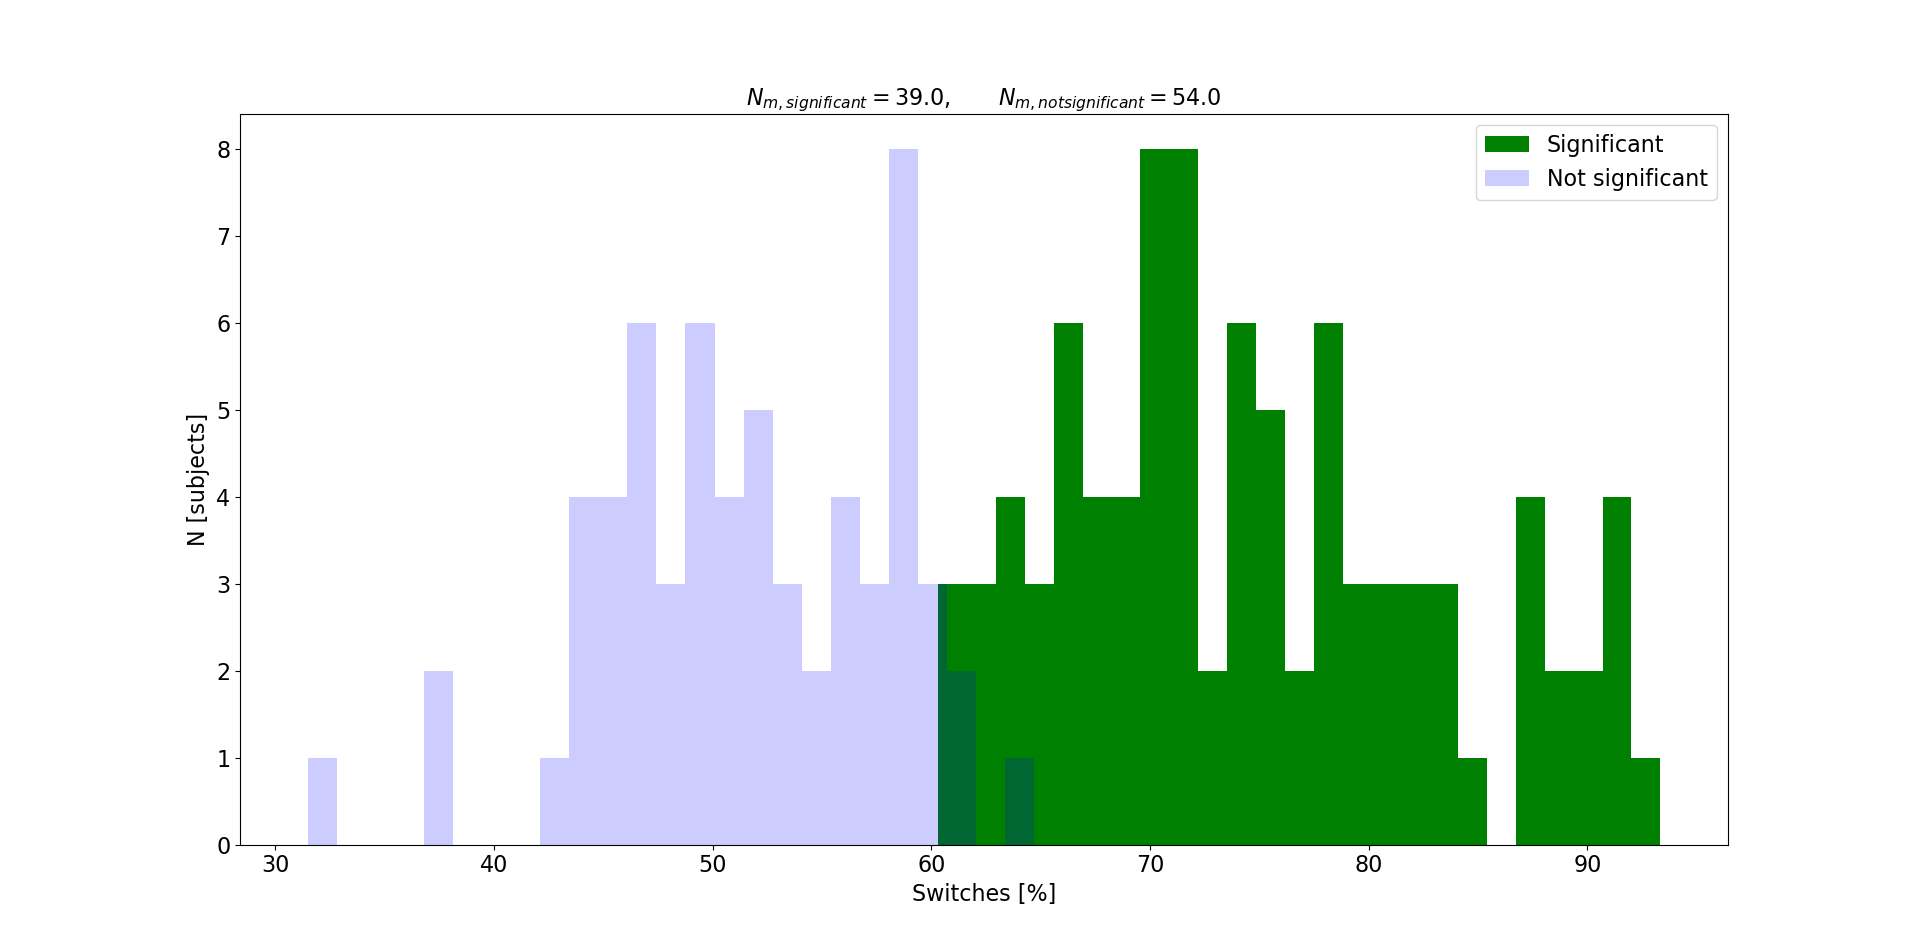 N_{m, significant} = 39.0,    N_{m, notsignificant} = 54.0
Significant
Not significant
8
7
6
5
4
3
2
1
0
N [subjects]
30 40 50 60 70 80 90
Switches [%]